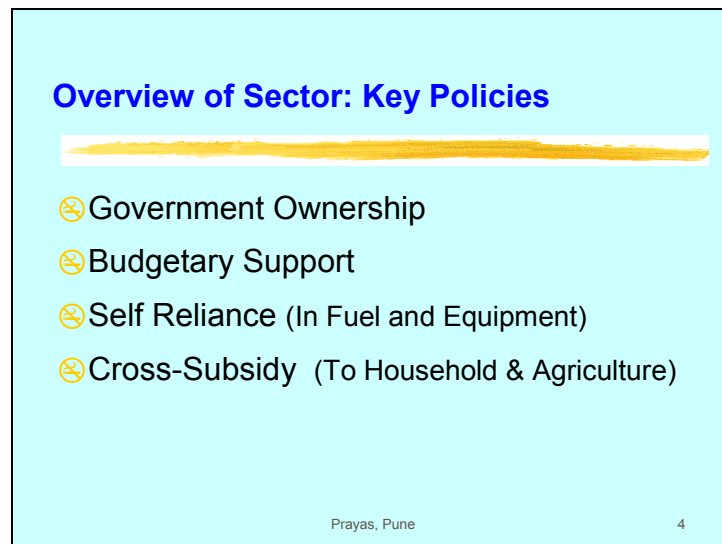 Overview of Sector: Key Policies
Government Ownership
Budgetary Support
Self Reliance (In Fuel and Equipment)
Cross-Subsidy (To Household & Agriculture)
Prayas, Pune 4